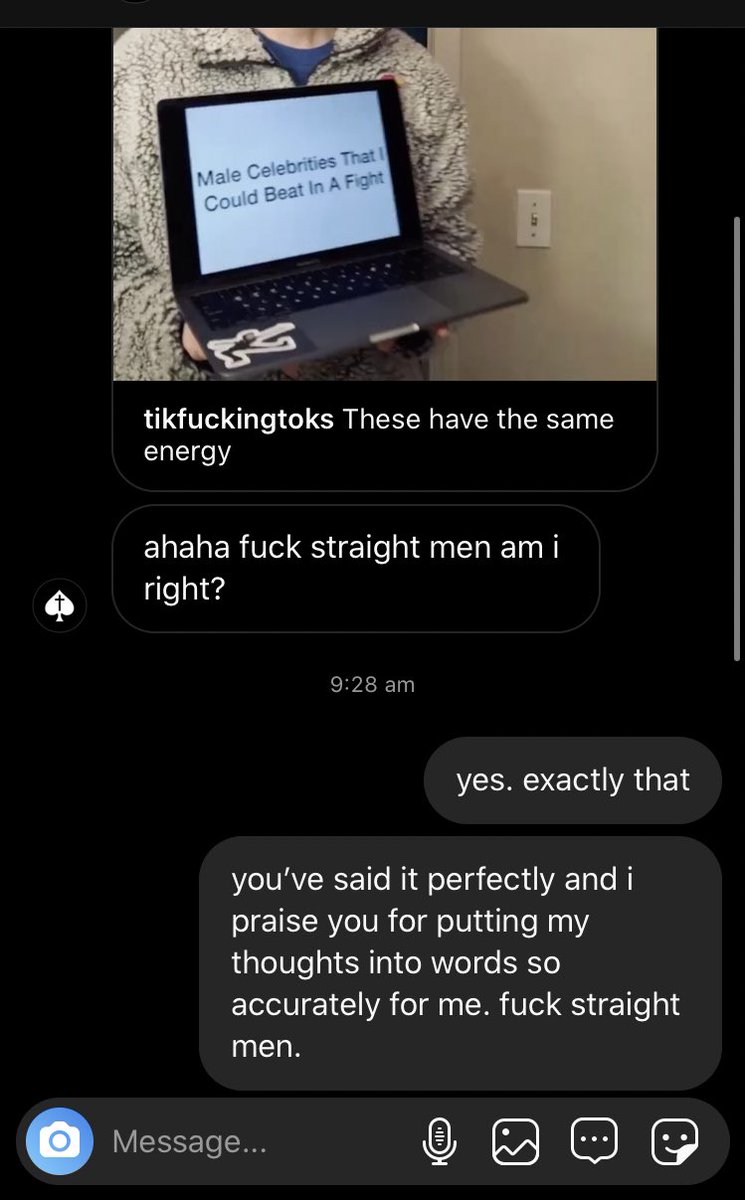 Male Celebrities That I
Could Beat In A Fight
tikfuckingtoks These have the same
energy
ahaha fuck straight men am i
right?
9:28 am
yes. exactly that
you’ve said it perfectly and i
praise you for putting my
thoughts into words so
accurately for me. fuck straight
men.
Message...